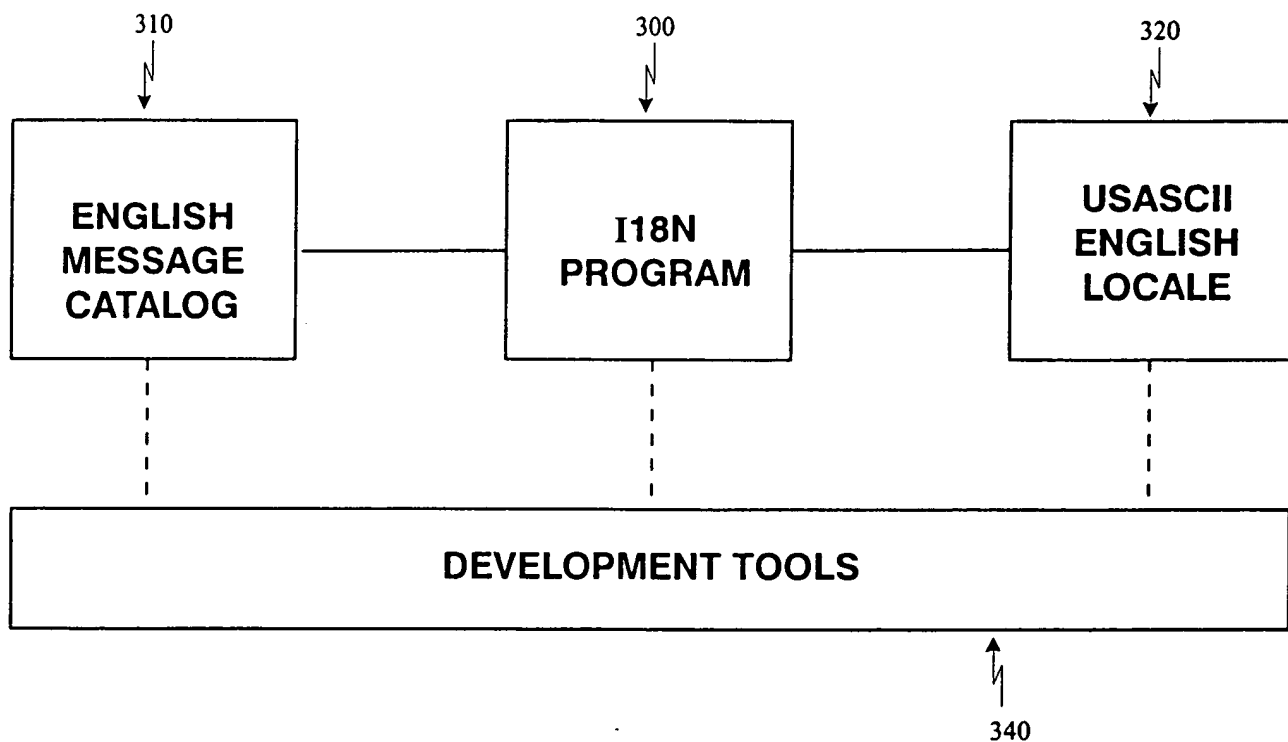 310
300
320
ENGLISH
MESSAGE
CATALOG
I18N
PROGRAM
USASCII
ENGLISH
LOCALE
DEVELOPMENT TOOLS
340